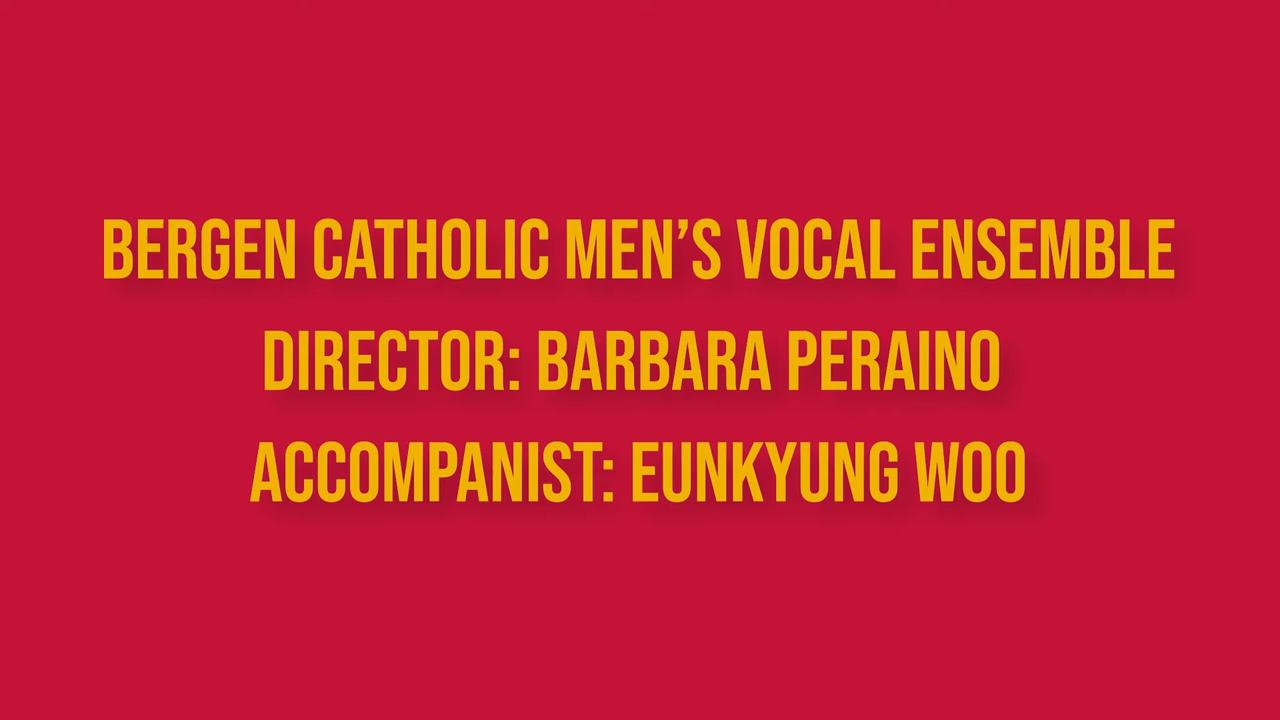 BERGEN CATHOLIC MEN’S VOCAL ENSEMBLE
DIRECTOR: BARBARA PERAINO
ACCOMPANIST: EUNKYUNG WOO